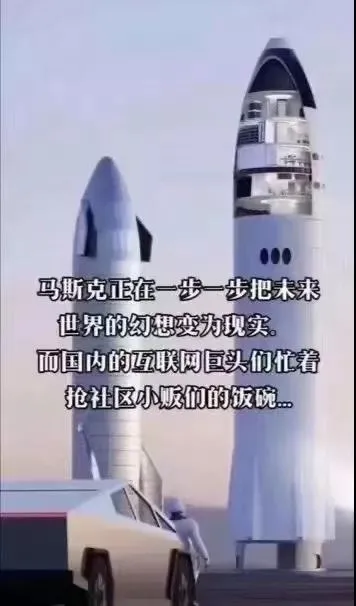 马斯克正在一步一步把未来
世界的幻想变为现实.
而国内的互联网巨头们忙着
抢社区小贩们的饭碗...